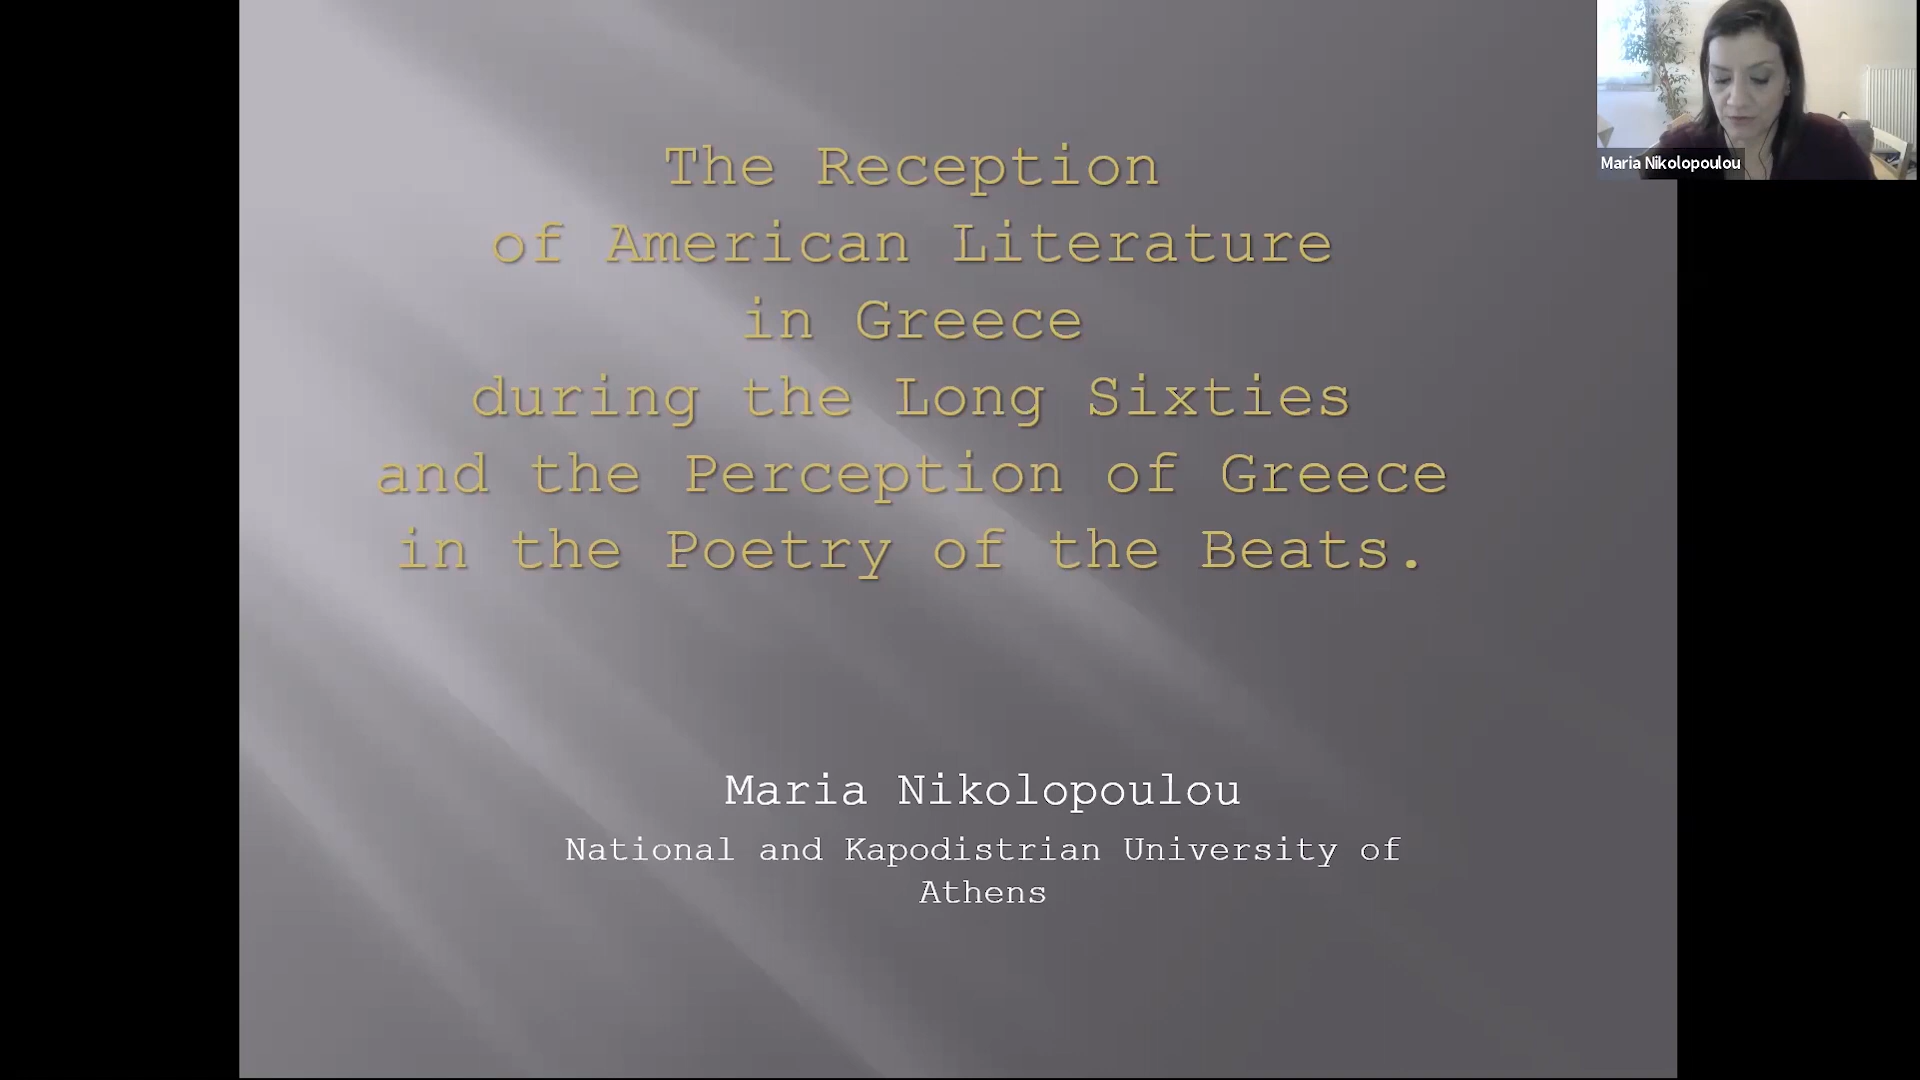 The Reception
of American Literature
in Greece
during the Long Sixties
and the Perception of Greece
in the Poetry of the Beats.
Maria Nikolopoulou
National and Kapodistrian University of
Athens
Maria Nikolopoulou